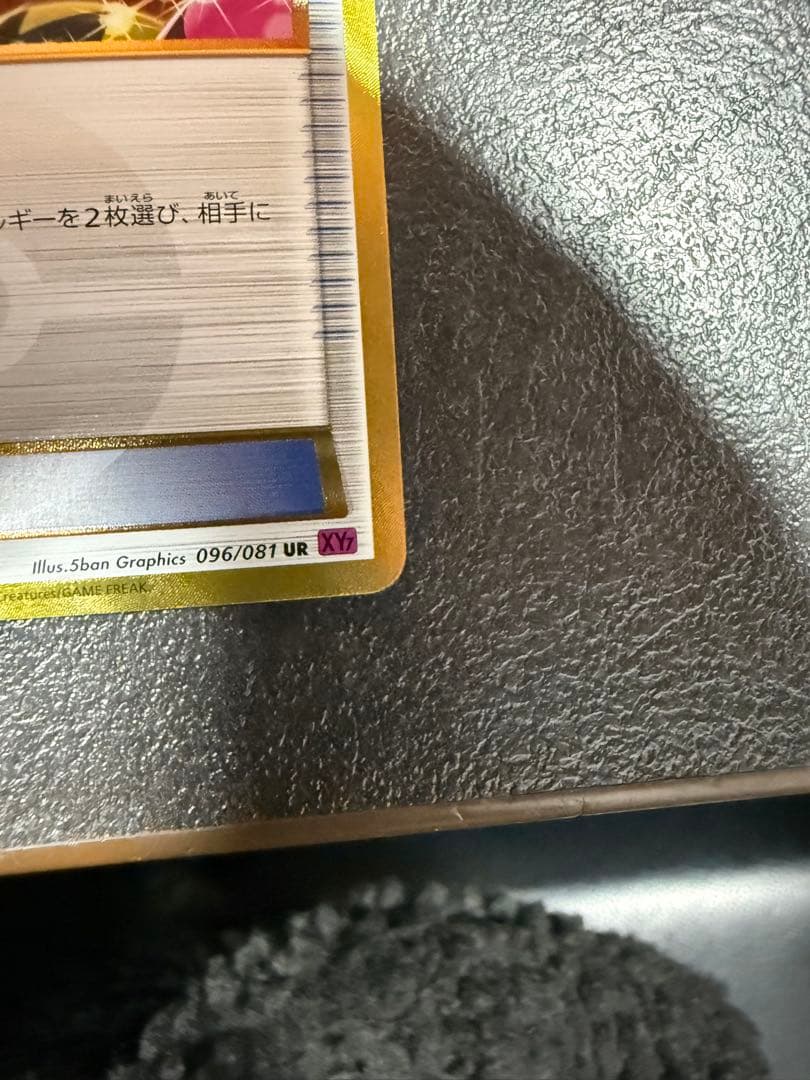 ギーを2枚選び、相手に
まいえら あいて
Illus.5ban Graphics 096/081 UR XY7
Creatures/GAME FREAK.